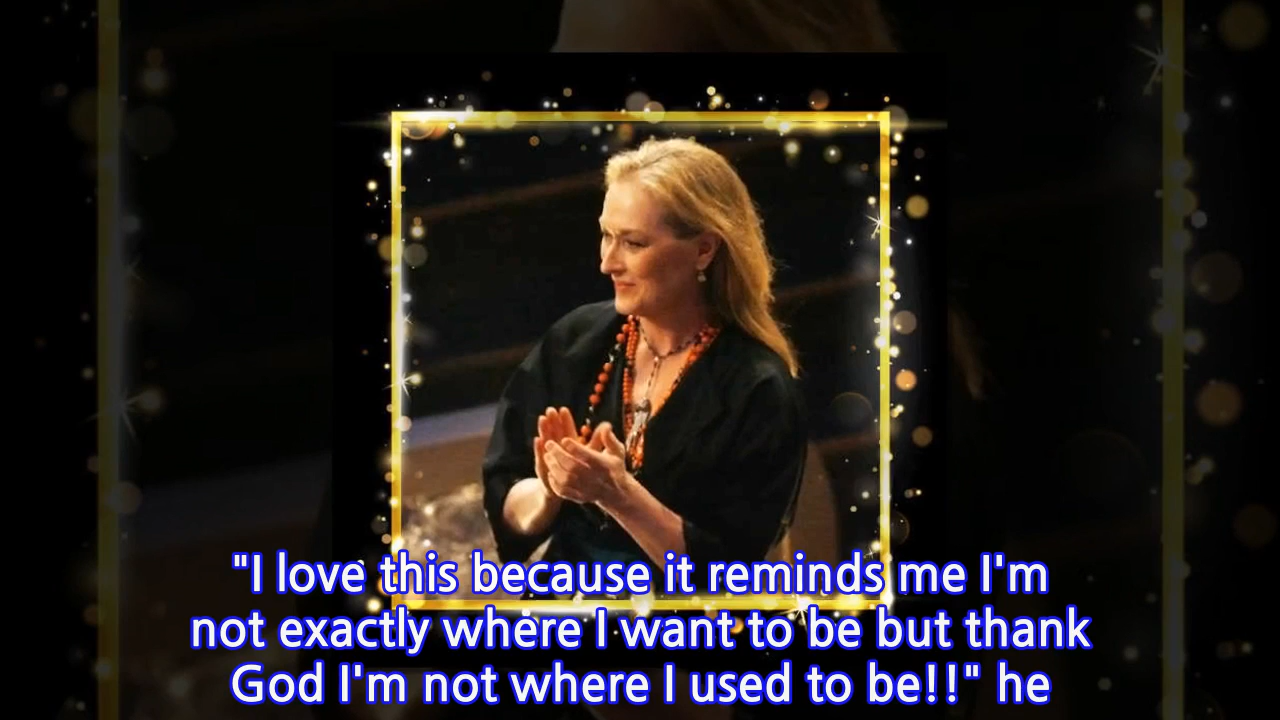 "I love this because it reminds me I'm
not exactly where I want to be but thank
God I'm not where I used to be!!" he